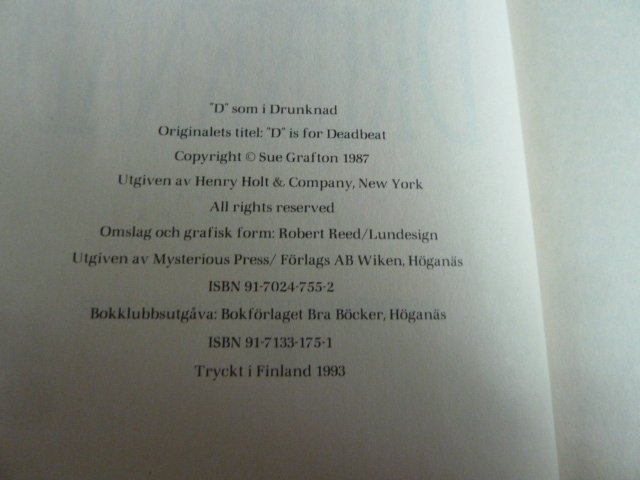 "D" som i Drunknad
Originalets titel: "D" is for Deadbeat
Copyright © Sue Grafton 1987
Utgiven av Henry Holt & Company, New York
All rights reserved
Omslag och grafisk form: Robert Reed/Lundesign
Utgiven av Mysterious Press/ Förlags AB Wiken, Höganäs
ISBN 91-7024-755-2
Bokklubbsutgåva: Bokförlaget Bra Böcker, Höganäs
ISBN 91-7133-175-1
Tryckt i Finland 1993